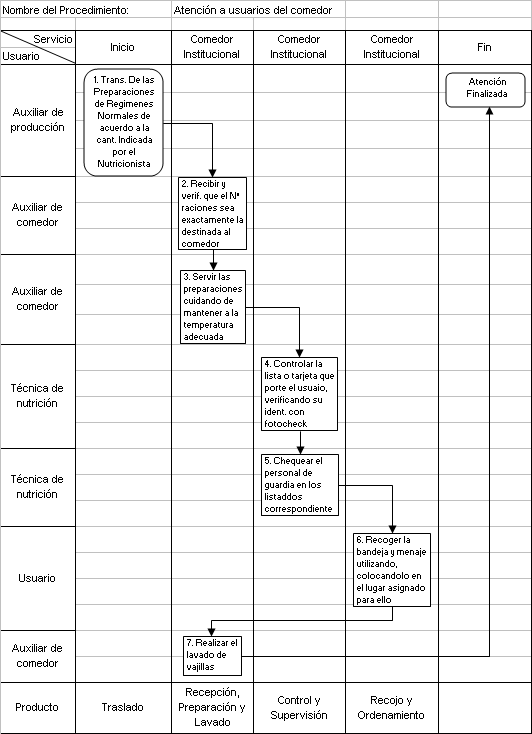 Nombre del Procedimiento: Atención a usuarios del comedor
Servicio
Usuario
Inicio
Comedor
Institucional
Comedor
Institucional
Comedor
Institucional
Fin
Auxiliar de
producción
1. Trans. De las
Preparaciones
de Regimenes
Normales de
acuerdo a la
cant. Indicada
por el
Nutricionista
Atención
Finalizada
Auxiliar de
comedor
2. Recibir y
verif. que el Nº
raciones sea
exactamente la
destinada al
comedor
Auxiliar de
comedor
3. Servir las
preparaciones
cuidando de
mantener a la
temperatura
adecuada
Técnica de
nutrición
4. Controlar la
lista o tarjeta que
porte el usuaio,
verificando su
ident. con
fotocheck
Técnica de
nutrición
5. Chequear el
personal de
guardia en los
listaddos
correspondiente
Usuario
6. Recoger la
bandeja y menaje
utilizando,
colocandolo en
el lugar asignado
para ello
Auxiliar de
comedor
7. Realizar el
lavado de
vajillas
Producto
Traslado
Recepción,
Preparación y
Lavado
Control y
Supervisión
Recojo y
Ordenamiento